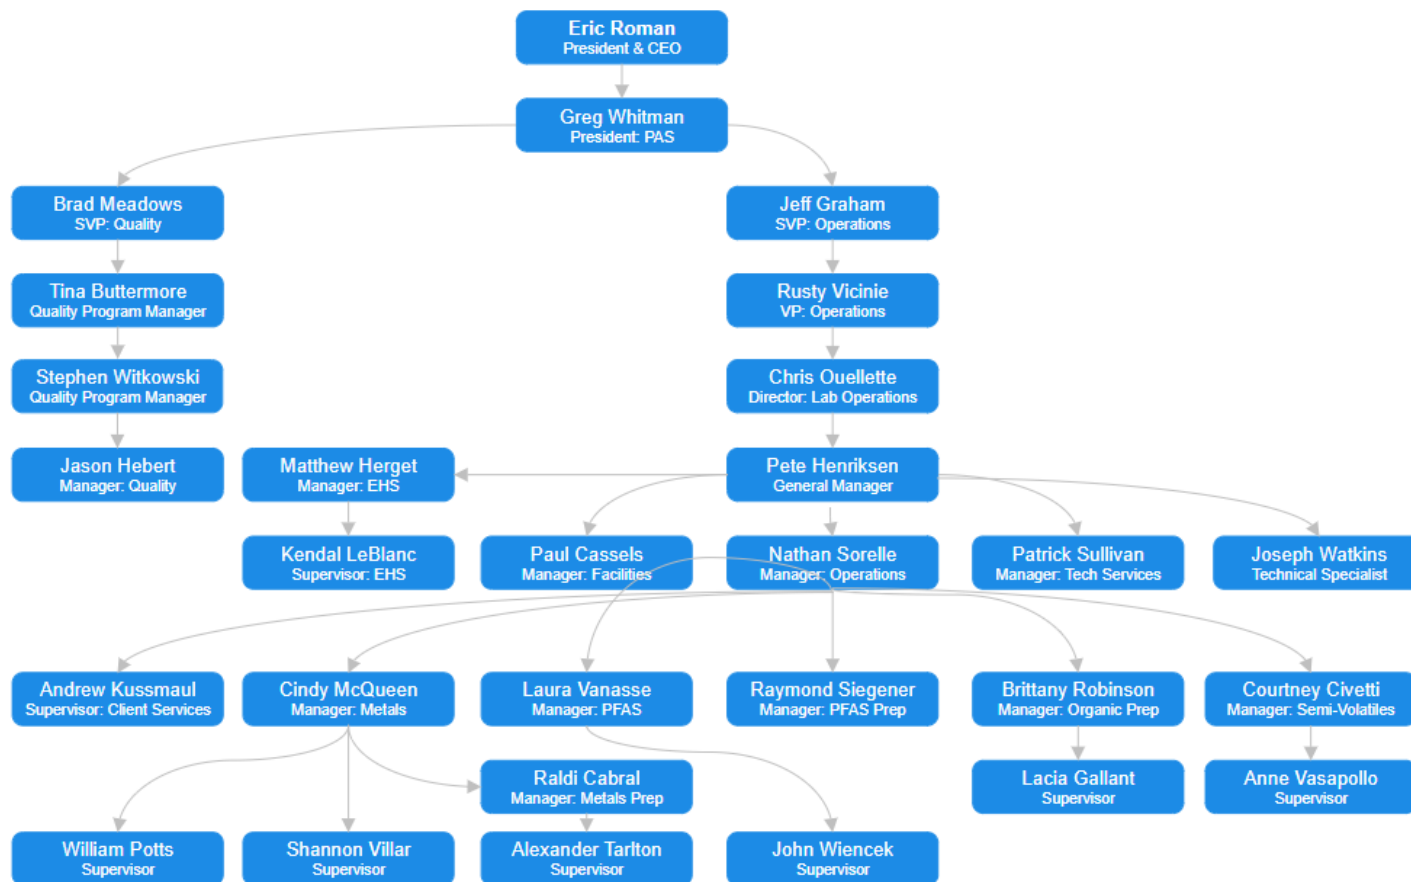 Eric Roman
President & CEO
Greg Whitman
President: PAS
Brad Meadows
SVP: Quality
Jeff Graham
SVP: Operations
Tina Buttermore
Quality Program Manager
Rusty Vicinie
VP: Operations
Stephen Witkowski
Quality Program Manager
Chris Ouellette
Director: Lab Operations
Jason Hebert
Manager: Quality
Matthew Herget
Manager: EHS
Pete Henriksen
General Manager
Kendal LeBlanc
Supervisor: EHS
Paul Cassels
Manager: Facilities
Nathan Sorelle
Manager: Operations
Patrick Sullivan
Manager: Tech Services
Joseph Watkins
Technical Specialist
Andrew Kussmaul
Supervisor: Client Services
Cindy McQueen
Manager: Metals
Laura Vanasse
Manager: PFAS
Raymond Siegener
Manager: PFAS Prep
Brittany Robinson
Manager: Organic Prep
Courtney Civetti
Manager: Semi-Volatiles
Raldi Cabral
Manager: Metals Prep
Lacia Gallant
Supervisor
Anne Vasapollo
Supervisor
William Potts
Supervisor
Shannon Villar
Supervisor
Alexander Tarlton
Supervisor
John Wiencek
Supervisor